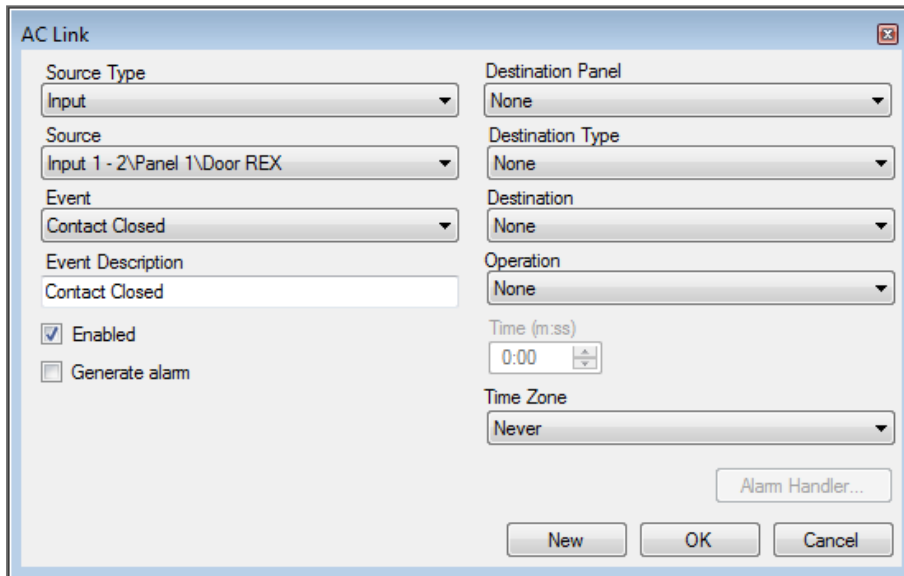 AC Link
Source Type
Input
Source
Input 1 - 2\Panel 1\Door REX
Event
Contact Closed
Event Description
Contact Closed
Enabled
Generate alarm
Destination Panel
None
Destination Type
None
Destination
None
Operation
None
Time (m:ss)
0:00
Time Zone
Never
Alarm Handler...
New OK Cancel